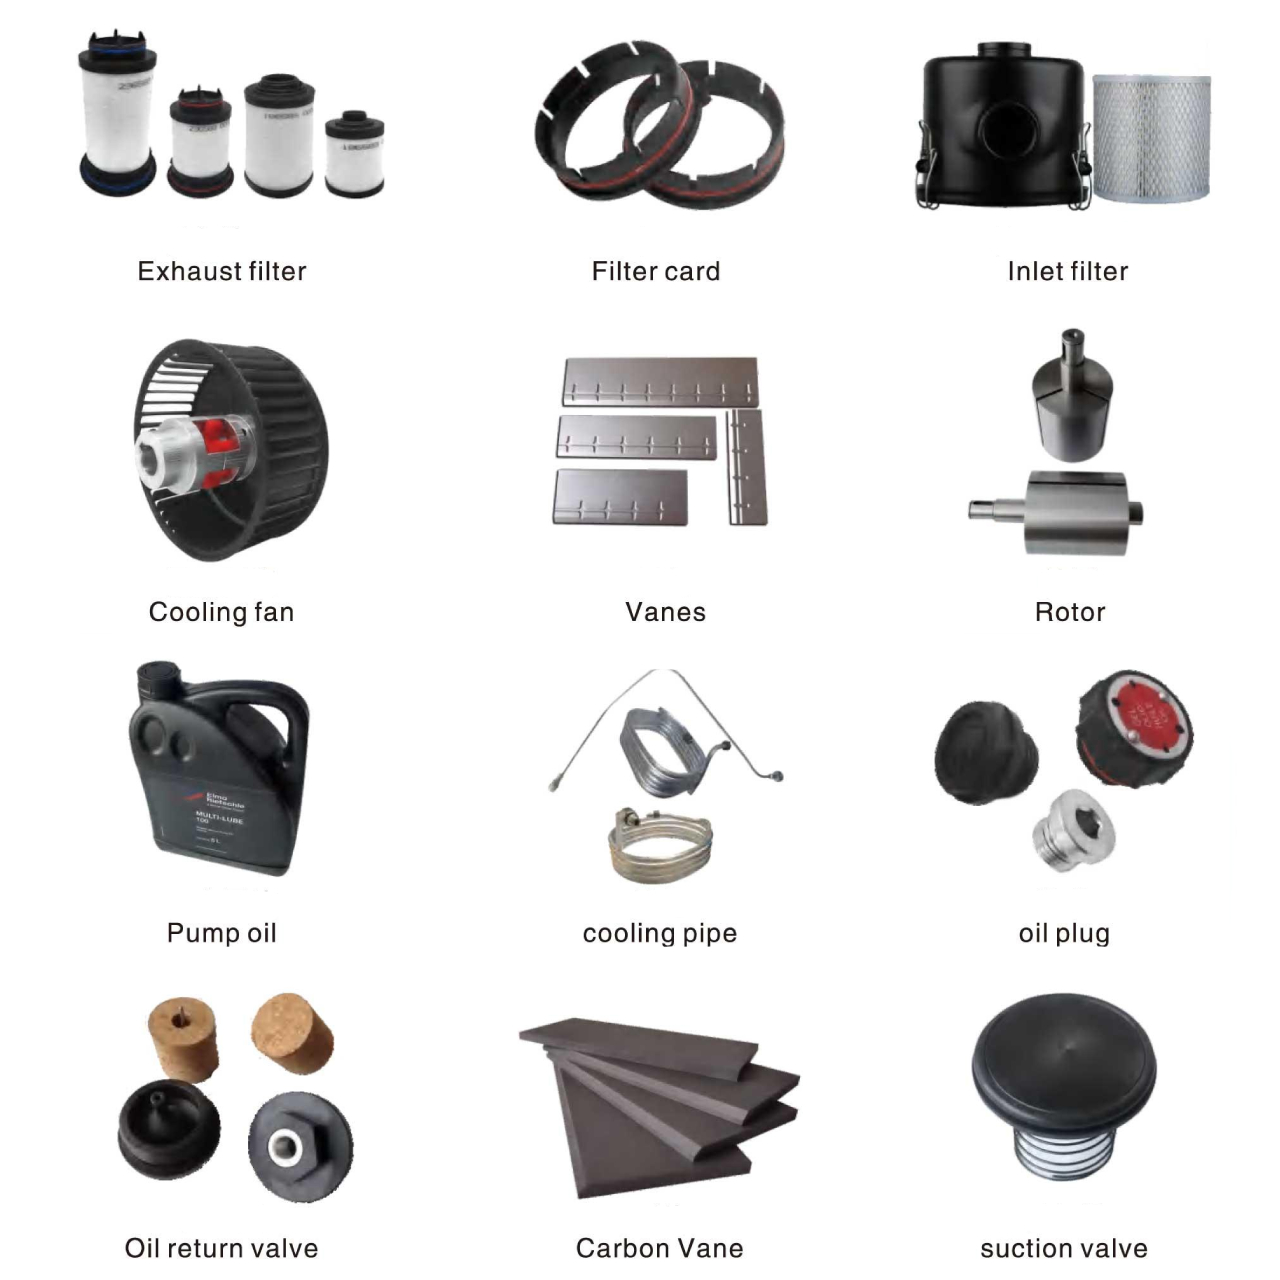 Exhaust filter
Filter card
Inlet filter
Cooling fan
Vanes
Rotor
Elmo
Rietschle
MULTI-LUBE
100
5 L
Pump oil
cooling pipe
oil plug
Oil return valve
Carbon Vane
suction valve